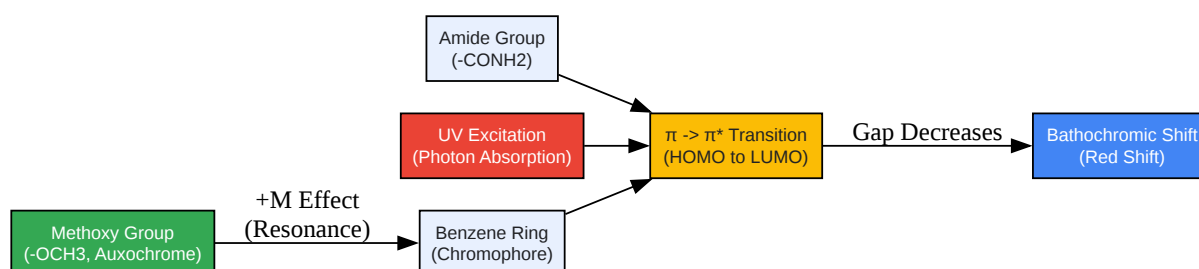 Amide Group
(-CONH2)
UV Excitation
(Photon Absorption)
π -> π* Transition
(HOMO to LUMO)
Gap Decreases
Bathochromic Shift
(Red Shift)
Methoxy Group
(-OCH3, Auxochrome)
+M Effect
(Resonance)
Benzene Ring
(Chromophore)